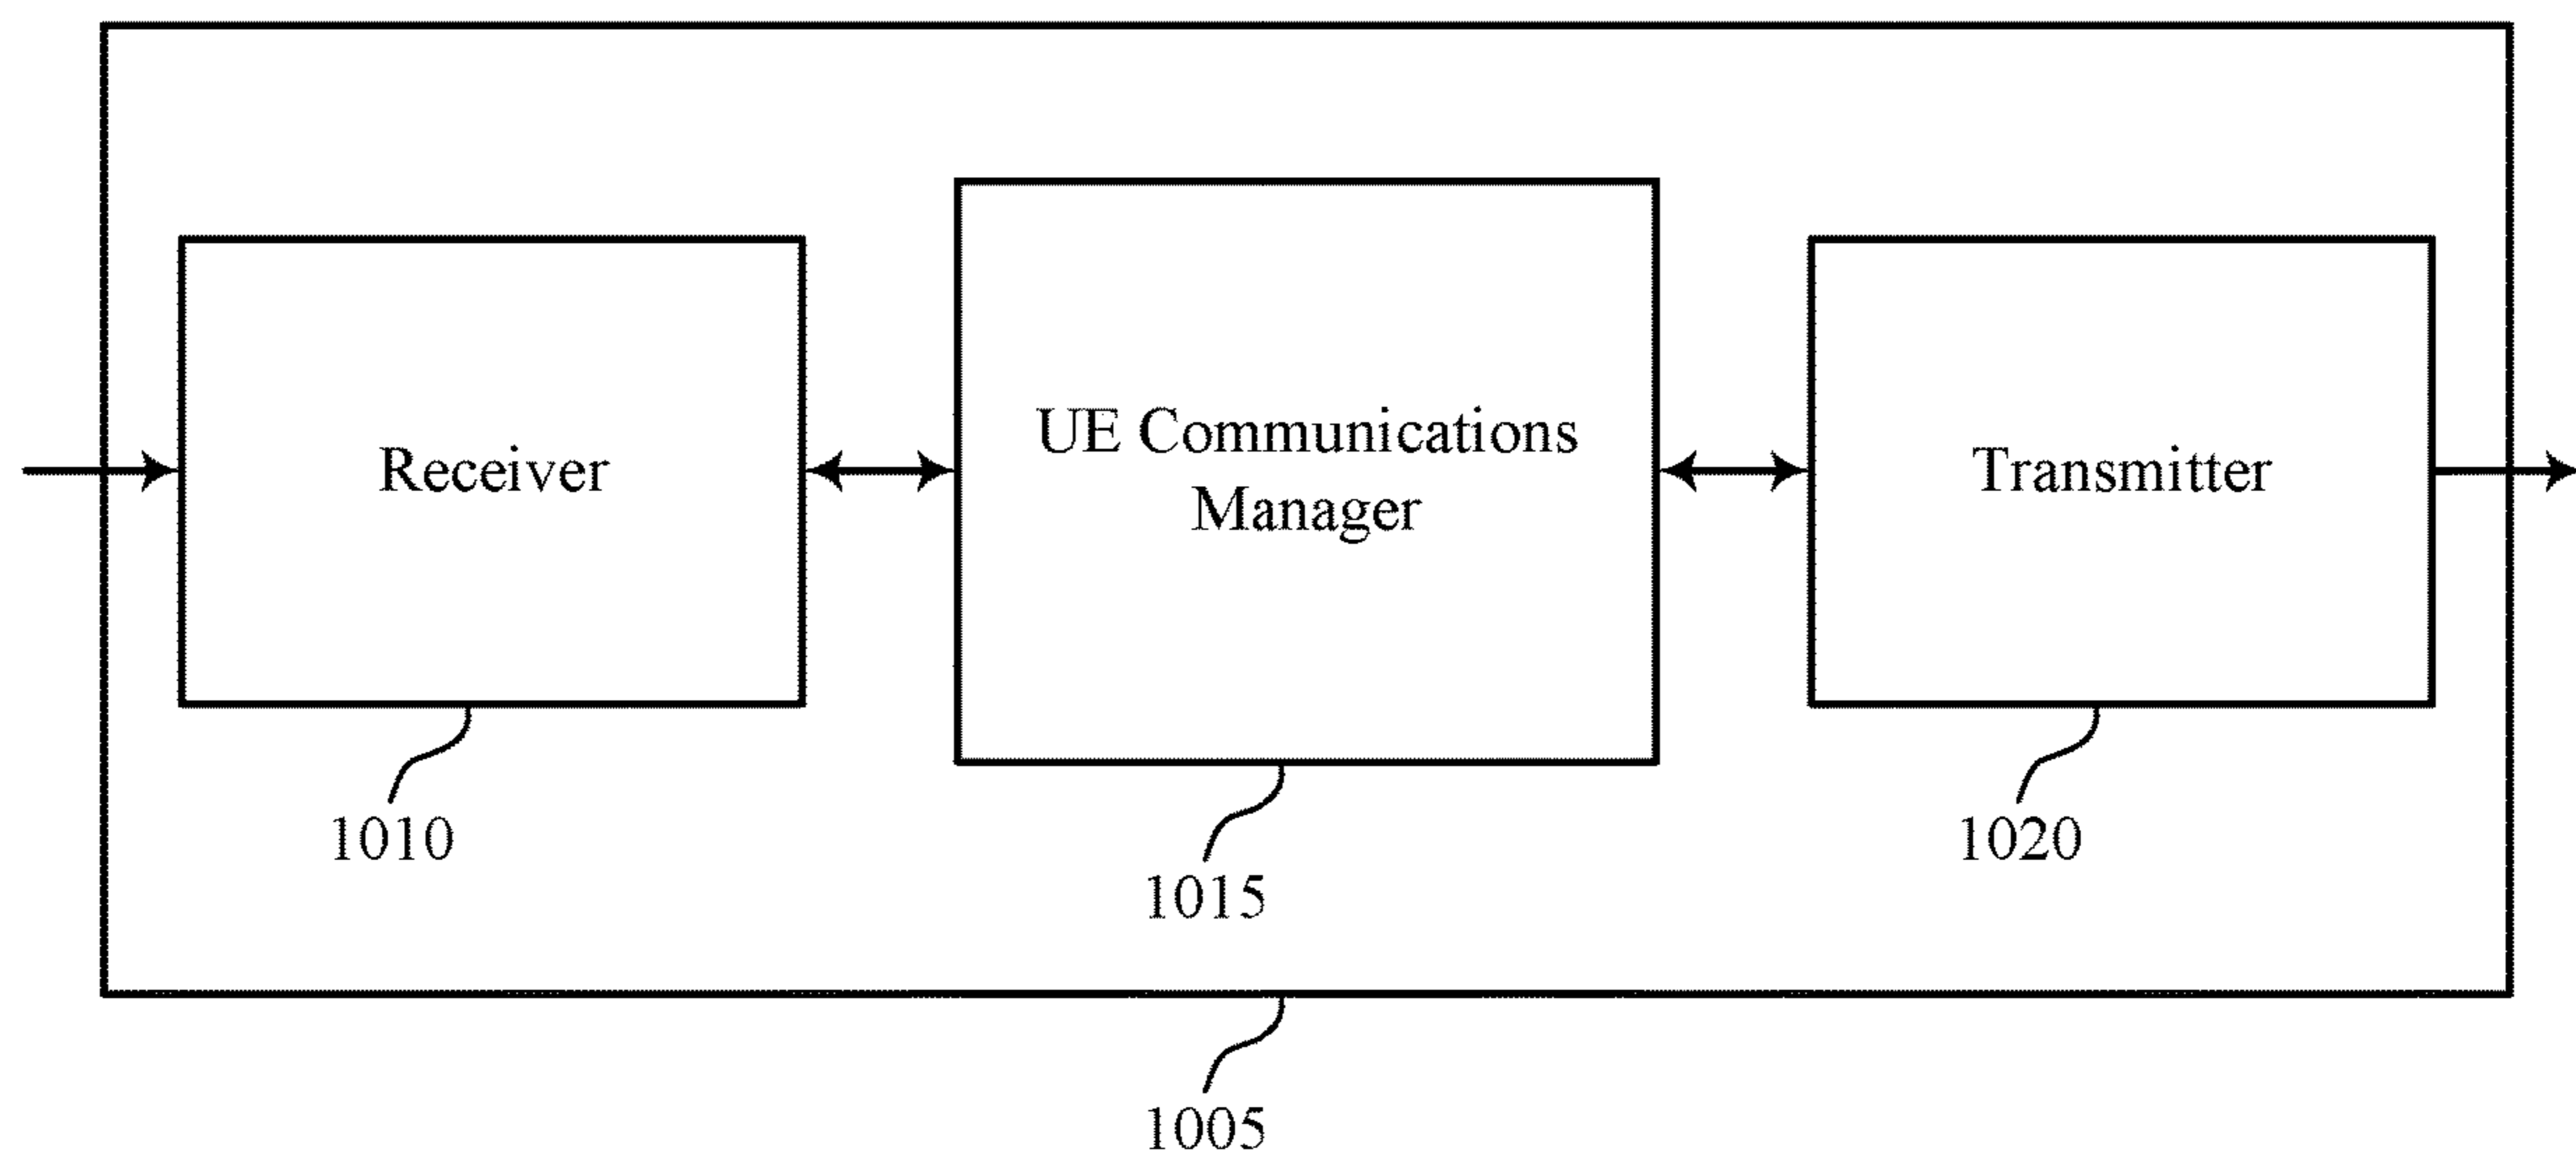 Receiver
UE Communications
Manager
Transmitter
1010
1015
1020
1005